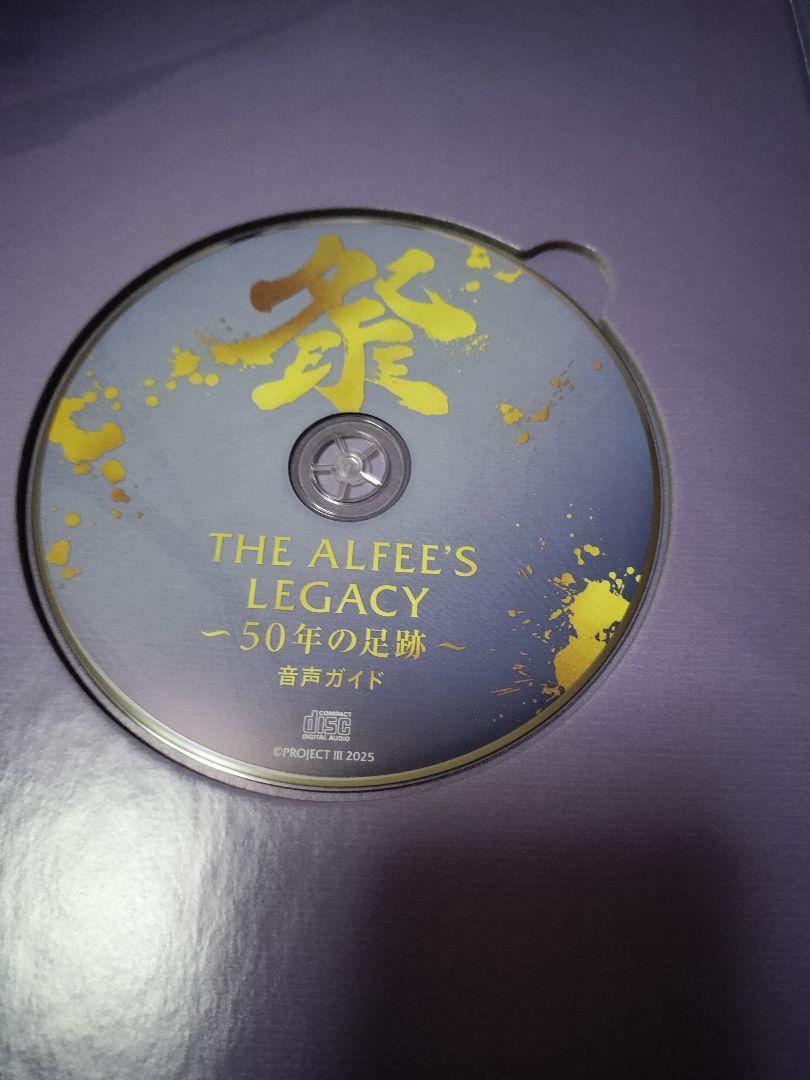 祭
THE ALFEE'S
LEGACY
～50年の足跡～
音声ガイド
COMPACT
disc
DIGITAL AUDIO
©PROJECT III 2025